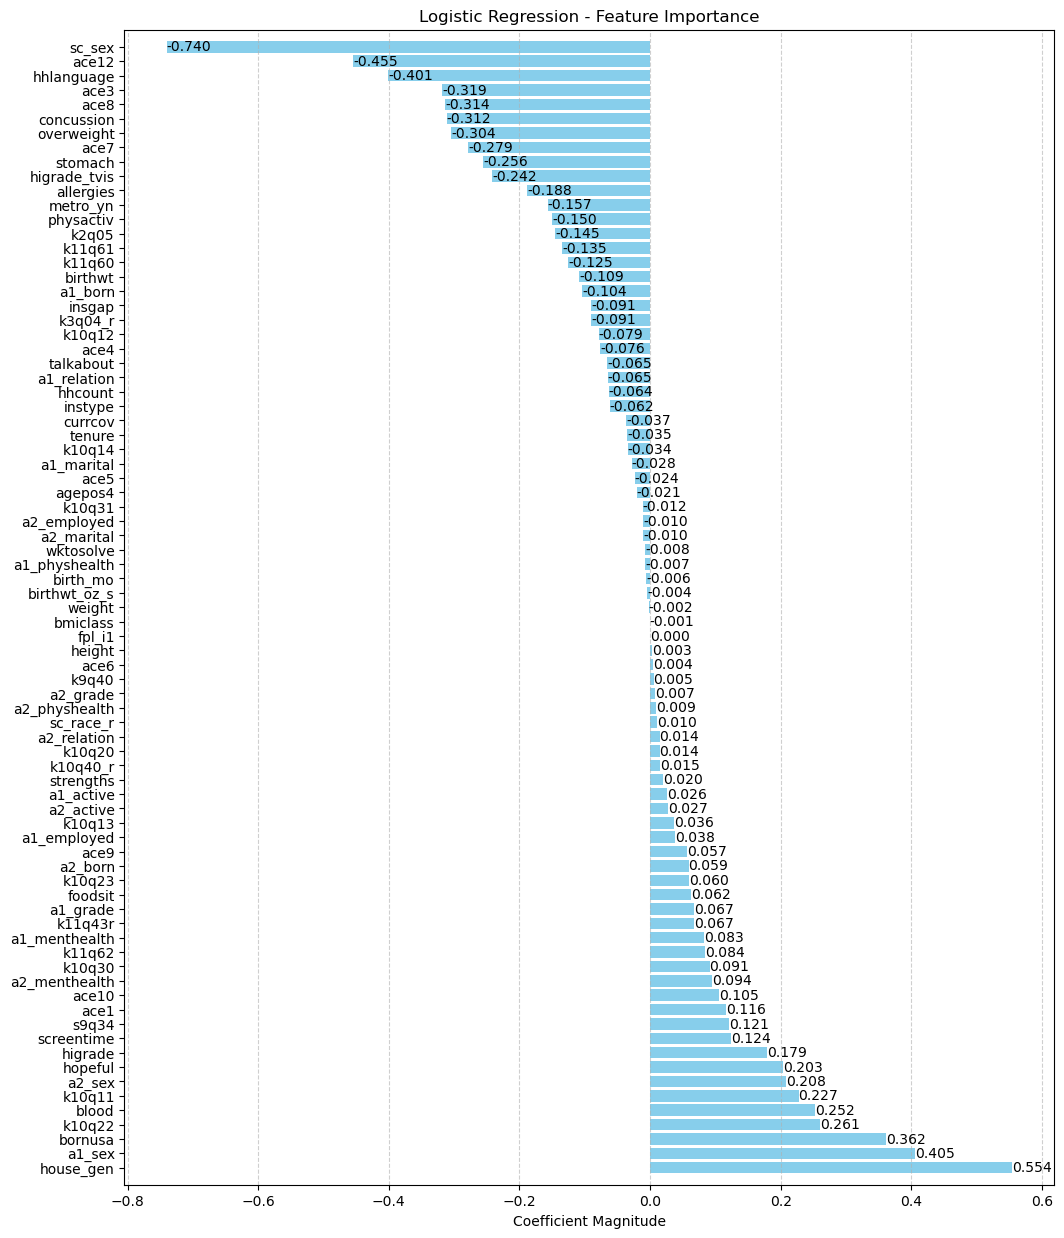 Logistic Regression - Feature Importance
sc_sex -0.740
ace12 -0.455
hhlanguage -0.401
ace3 -0.319
ace8 -0.314
concussion -0.312
overweight -0.304
ace7 -0.279
stomach -0.256
higrade_tvis -0.242
allergies -0.188
metro_yn -0.157
physactiv -0.150
k2q05 -0.145
k11q61 -0.135
k11q60 -0.125
birthwt -0.109
a1_born -0.104
insgap -0.091
k3q04_r -0.091
k10q12 -0.079
ace4 -0.076
talkabout -0.065
a1_relation -0.065
hhcount -0.064
instype -0.062
currcov -0.037
tenure -0.035
k10q14 -0.034
a1_marital -0.028
ace5 -0.024
agepos4 -0.021
k10q31 -0.012
a2_employed -0.010
a2_marital -0.010
wktosolve -0.008
a1_physhealth -0.007
birth_mo -0.006
birthwt_oz_s -0.004
weight -0.002
bmiclass -0.001
fpl_i1 0.000
height 0.003
ace6 0.004
k9q40 0.005
a2_grade 0.007
a2_physhealth 0.009
sc_race_r 0.010
a2_relation 0.014
k10q20 0.014
k10q40_r 0.015
strengths 0.020
a1_active 0.026
a2_active 0.027
k10q13 0.036
a1_employed 0.038
ace9 0.057
a2_born 0.059
k10q23 0.060
foodsit 0.062
a1_grade 0.067
k11q43r 0.067
a1_menthealth 0.083
k11q62 0.084
k10q30 0.091
a2_menthealth 0.094
ace10 0.105
ace1 0.116
s9q34 0.121
screentime 0.124
higrade 0.179
hopeful 0.203
a2_sex 0.208
k10q11 0.227
blood 0.252
k10q22 0.261
bornusa 0.362
a1_sex 0.405
house_gen 0.554
−0.8 −0.6 −0.4 −0.2 0.0 0.2 0.4 0.6
Coefficient Magnitude